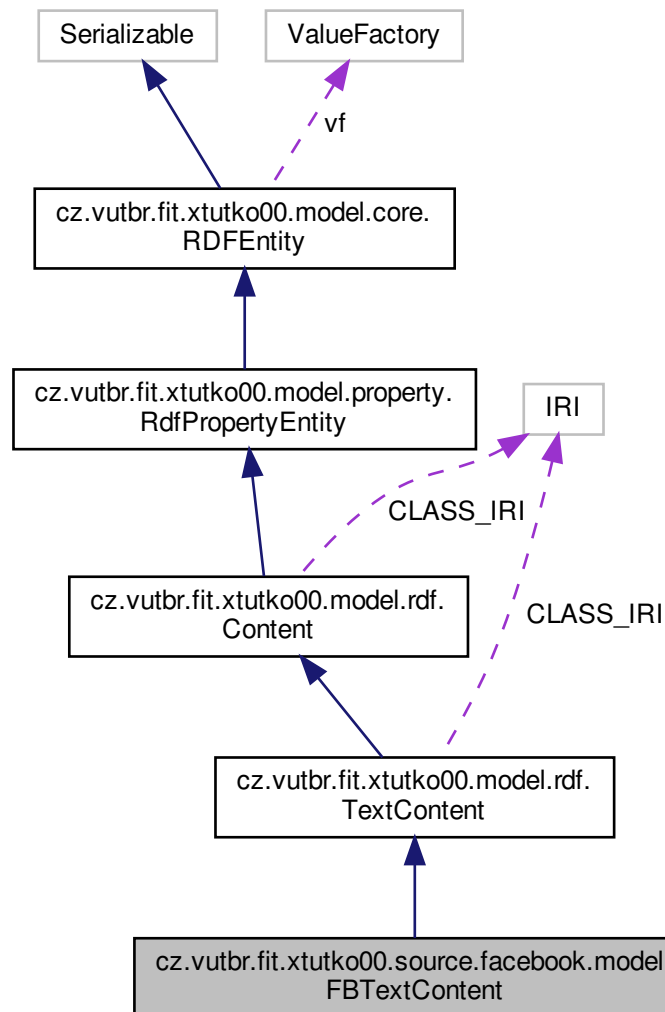 Serializable
ValueFactory
vf
cz.vutbr.fit.xtutko00.model.core.
RDFEntity
cz.vutbr.fit.xtutko00.model.property.
RdfPropertyEntity
IRI
CLASS_IRI
cz.vutbr.fit.xtutko00.model.rdf.
Content
CLASS_IRI
cz.vutbr.fit.xtutko00.model.rdf.
TextContent
cz.vutbr.fit.xtutko00.source.facebook.model
FBTextContent